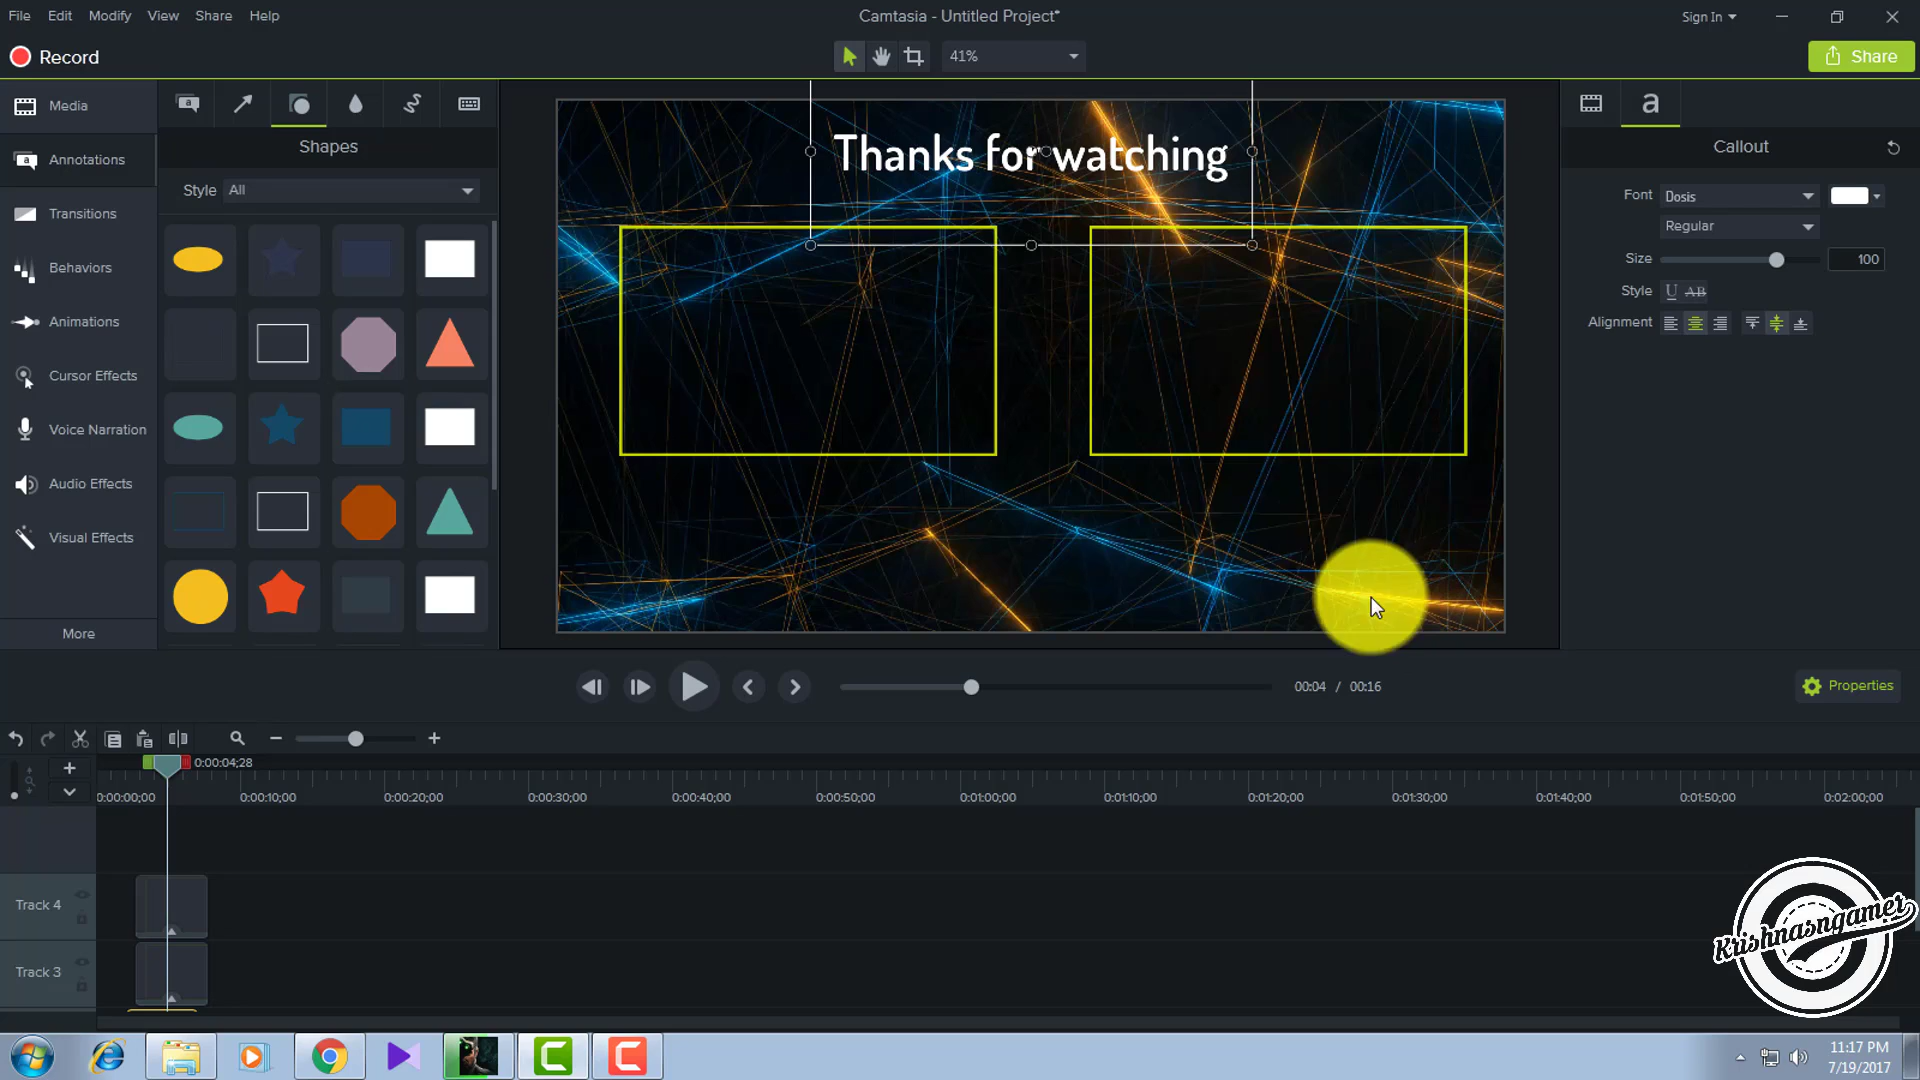 File Edit Modify View Share Help
Camtasia - Untitled Project*
Sign In
Record
41%
Share
Media
Annotations
Transitions
Behaviors
Animations
Cursor Effects
Voice Narration
Audio Effects
Visual Effects
More
Shapes
Style All
Thanks for watching
a
Callout
Font Dosis
Regular
Size 100
Style U AB
Alignment
00:04 / 00:16
Properties
0:00:04;28
0:00:00;00 0:00:10;00 0:00:20;00 0:00:30;00 0:00:40;00 0:00:50;00 0:01:00;00 0:01:10;00 0:01:20;00 0:01:30;00 0:01:40;00 0:01:50;00 0:02:00;00
Track 4
Track 3
Krishnasngamer
11:17 PM
7/19/2017